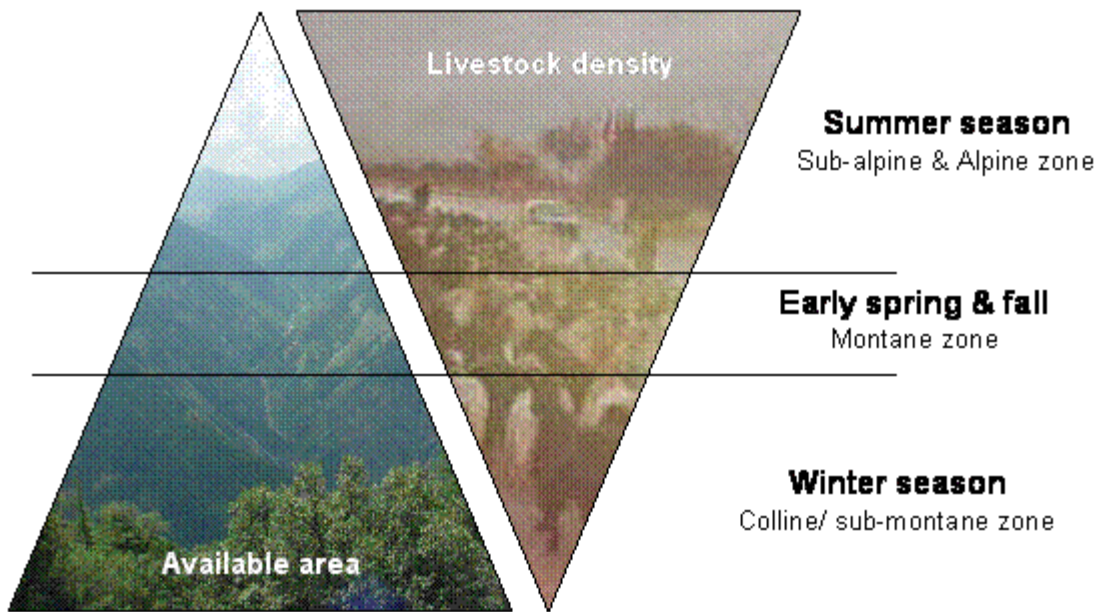 Livestock density
Summer season
Sub-alpine & Alpine zone
Early spring & fall
Montane zone
Winter season
Colline/ sub-montane zone
Available area